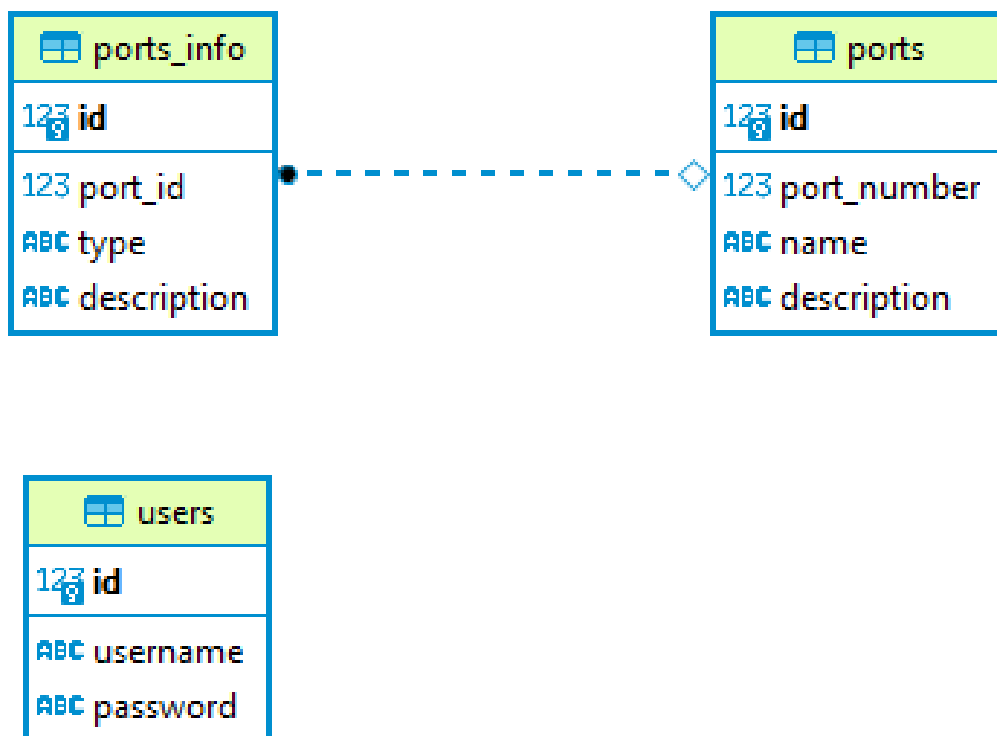 ports_info
123 id
123 port_id
ABC type
ABC description
ports
123 id
123 port_number
ABC name
ABC description
users
123 id
ABC username
ABC password